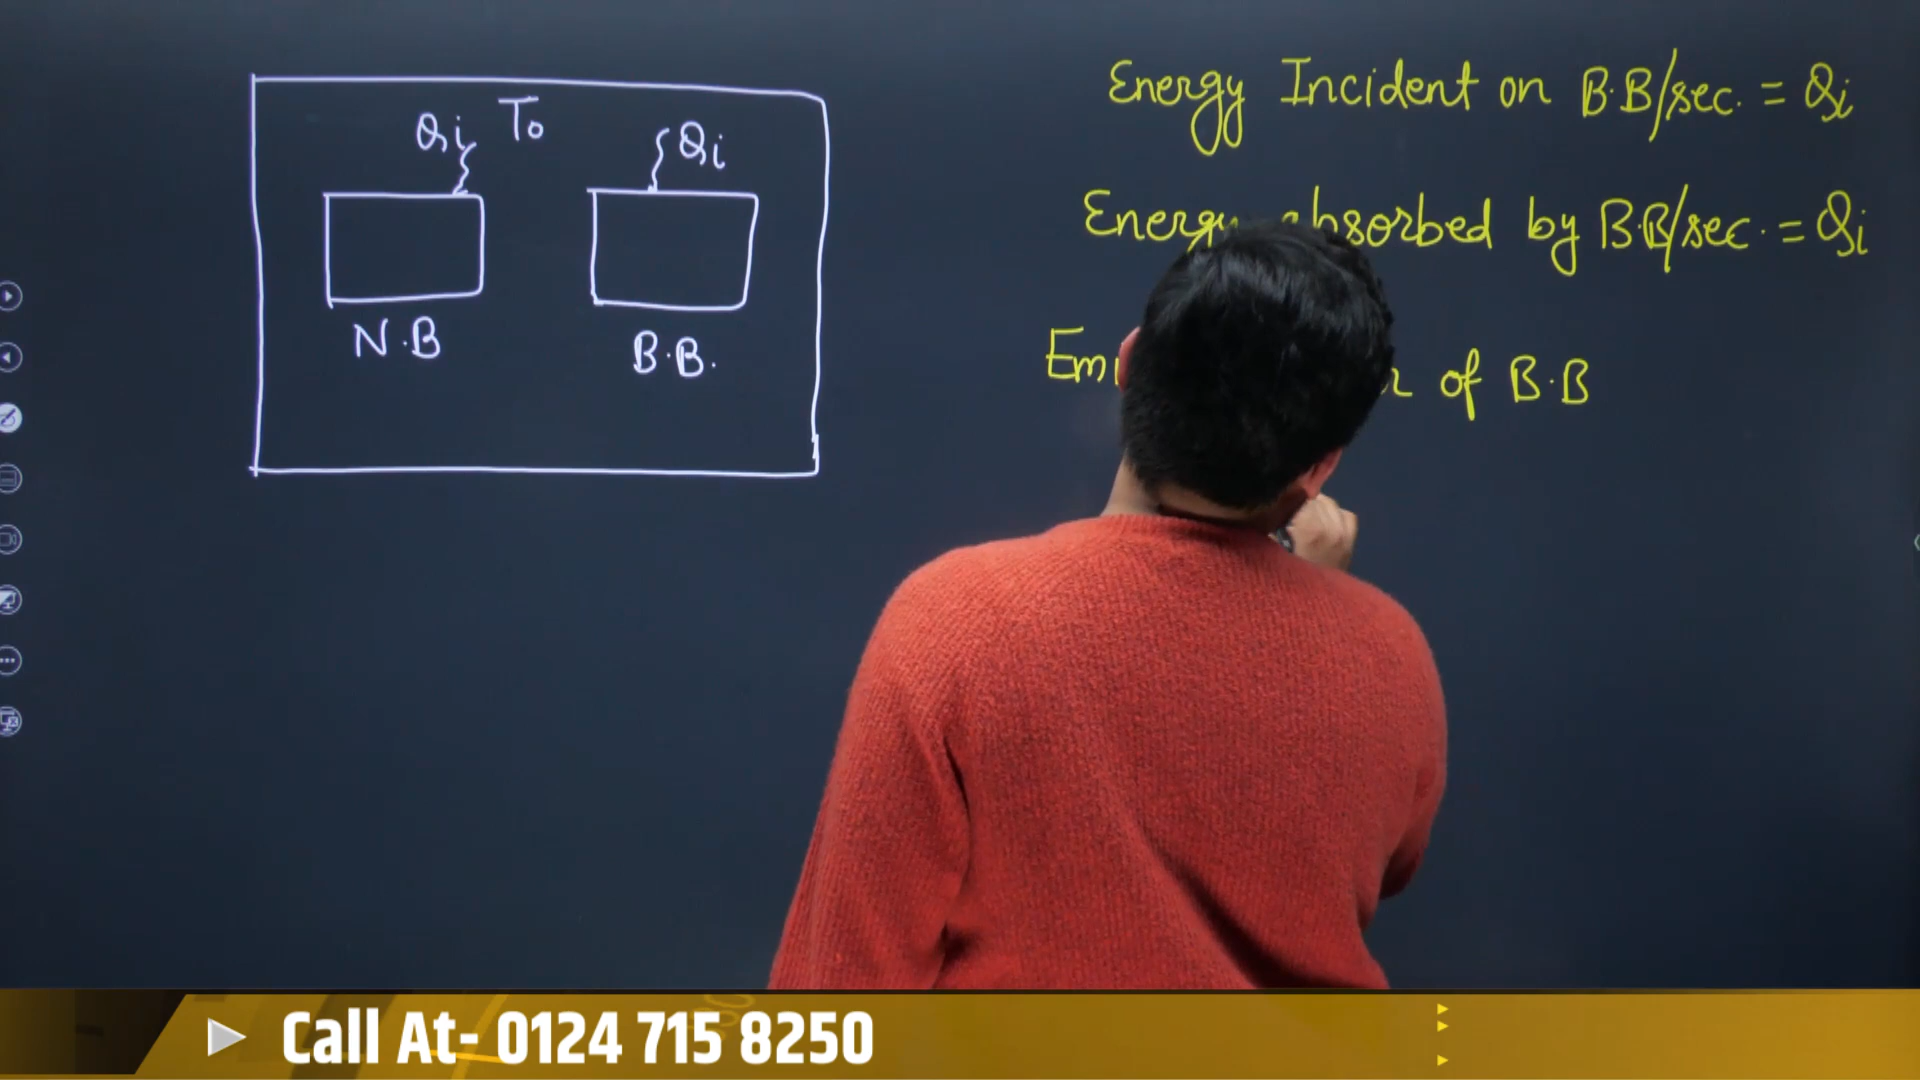 Qi To Qi
N.B B.B.
Energy Incident on B.B/sec. = Qi
Energy absorbed by B.B/sec. = Qi
of B.B
Call At- 0124 715 8250